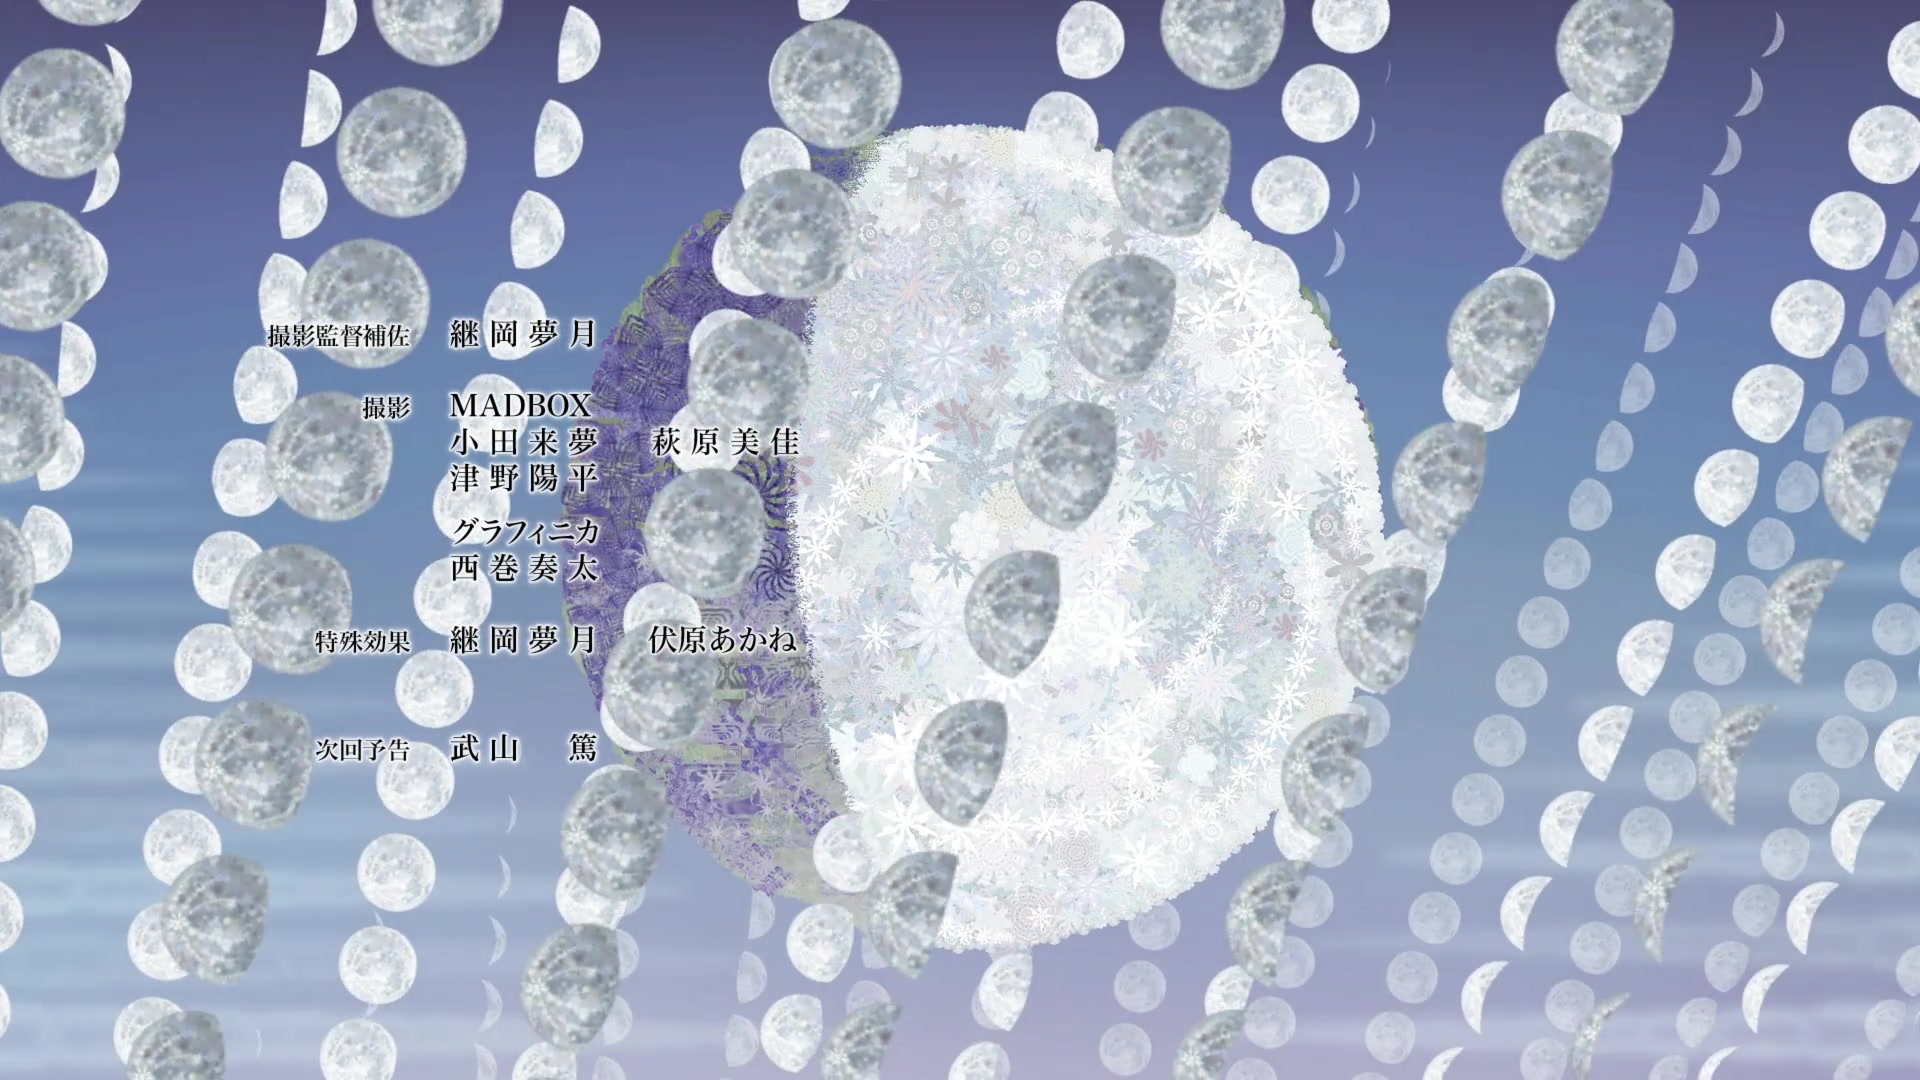 撮影監督補佐 継岡夢月
撮影 MADBOX
小田来夢 萩原美佳
津野陽平
グラフィニカ
西巻奏太
特殊効果 継岡夢月 伏原あかね
次回予告 武山 篤